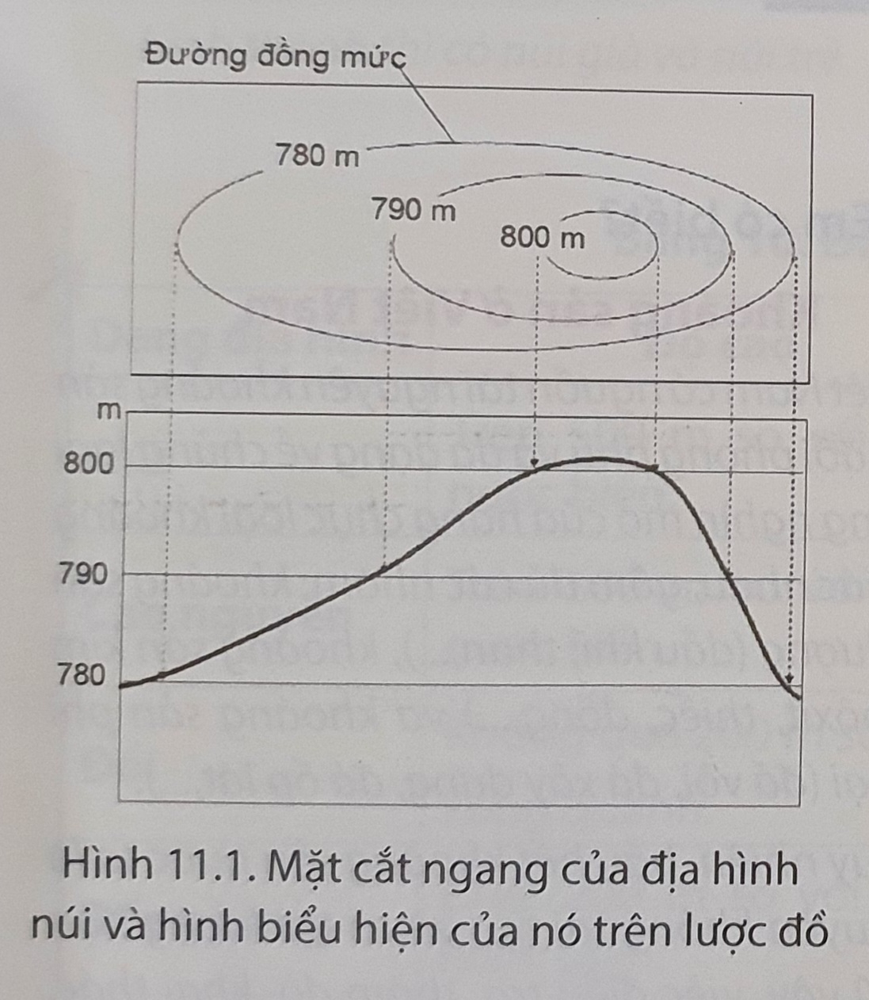 Đường đồng mức
780 m
790 m
800 m
m
800
790
780
Hình 11.1. Mặt cắt ngang của địa hình
núi và hình biểu hiện của nó trên lược đồ